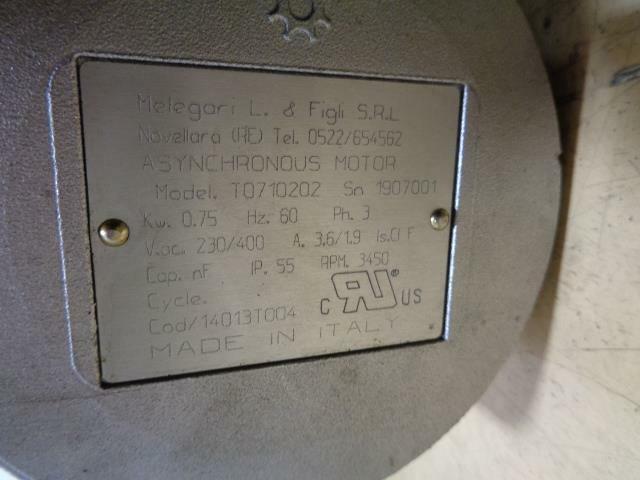 Melegari L. & Figli S.R.L
Novellara (RE) Tel. 0522/654562
ASYNCHRONOUS MOTOR
Model. T0710202 Sn 1907001
Kw. 0.75 Hz. 60 Ph. 3
V.ac. 230/400 A. 3,6/1.9 Is.Cl F
Cap. nF IP. 55 RPM. 3450
Cycle.
Cod/14013T004
c RU ® US
MADE IN ITALY